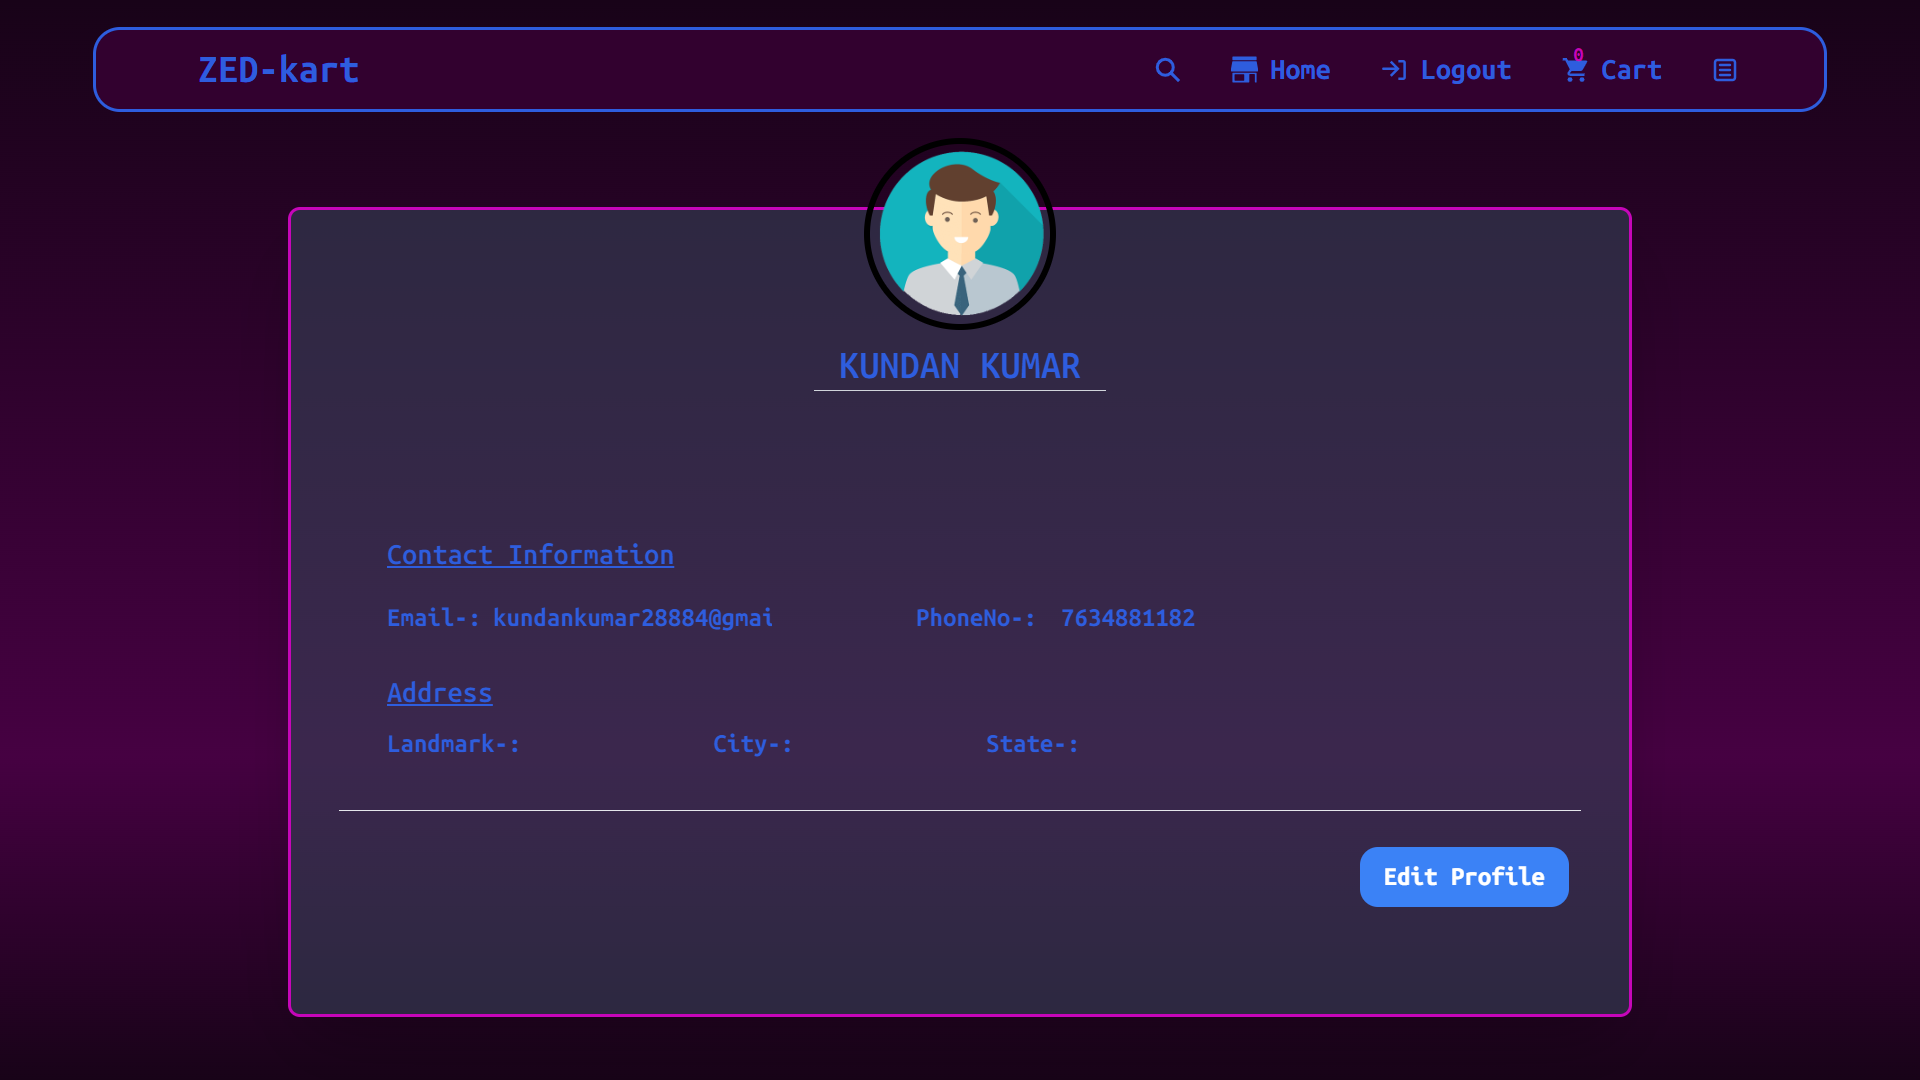 ZED-kart
Home
Logout
0
Cart
KUNDAN KUMAR
Contact Information
Email-: kundankumar28884@gmai
PhoneNo-: 7634881182
Address
Landmark-:
City-:
State-:
Edit Profile